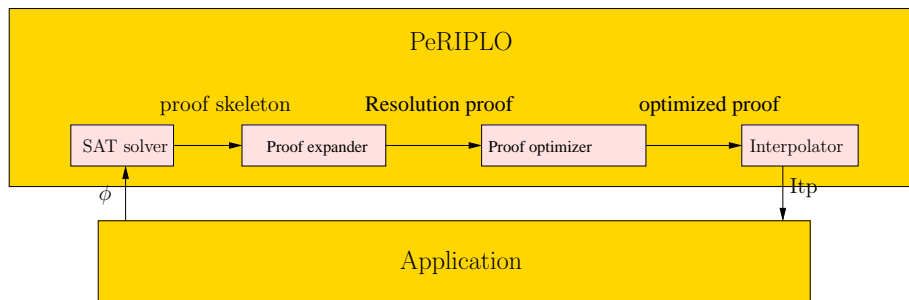 PeRIPLO
proof skeleton Resolution proof optimized proof
SAT solver Proof expander Proof optimizer Interpolator
ϕ Itp
Application